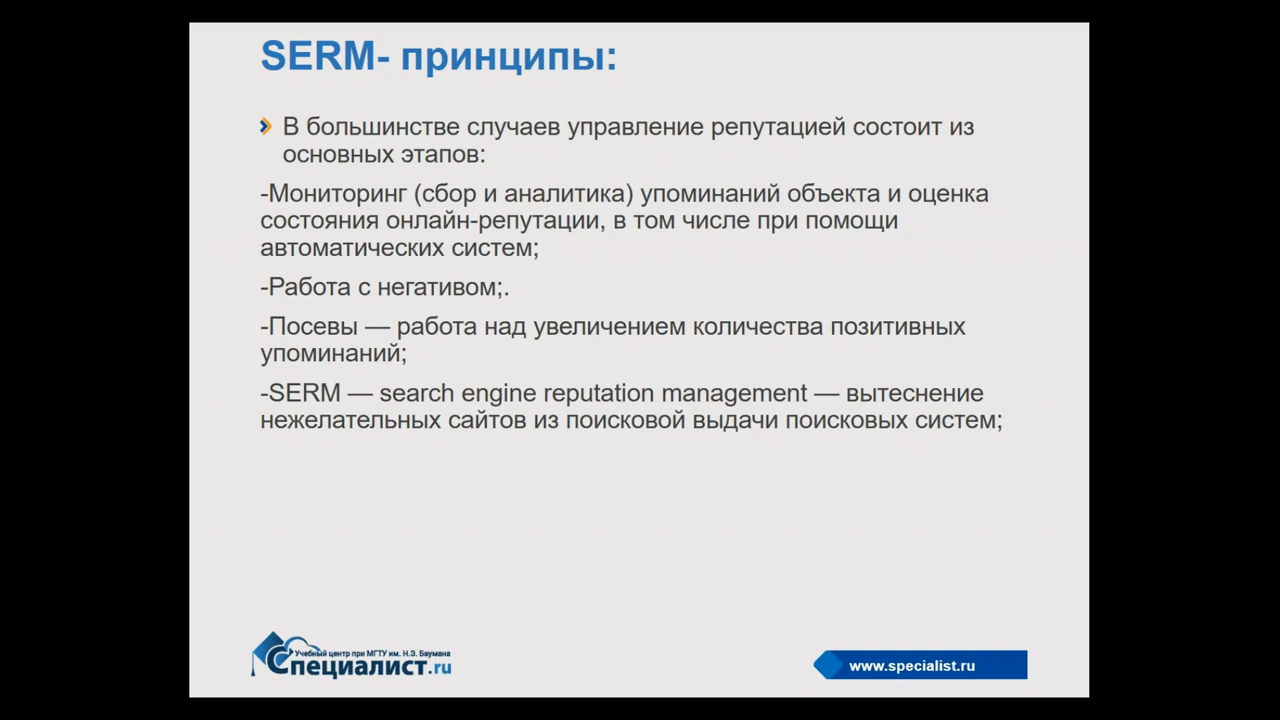 SERM- принципы:
В большинстве случаев управление репутацией состоит из
основных этапов:
-Мониторинг (сбор и аналитика) упоминаний объекта и оценка
состояния онлайн-репутации, в том числе при помощи
автоматических систем;
-Работа с негативом;.
-Посевы — работа над увеличением количества позитивных
упоминаний;
-SERM — search engine reputation management — вытеснение
нежелательных сайтов из поисковой выдачи поисковых систем;
Учебный центр при МГТУ им. Н.Э. Баумана
Специалист.ru
www.specialist.ru